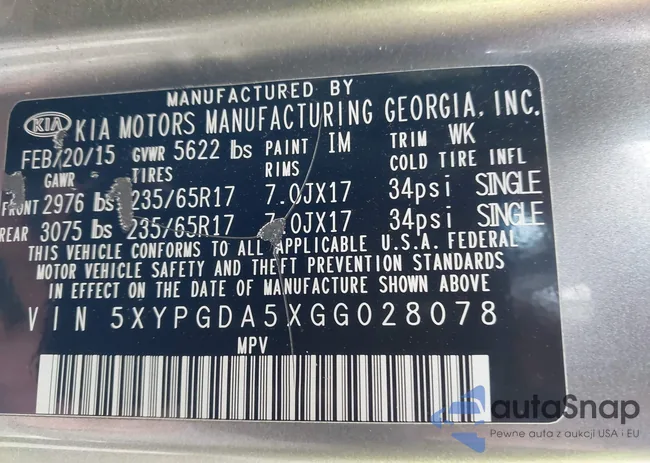 MANUFACTURED BY
KIA KIA MOTORS MANUFACTURING GEORGIA, INC.
FEB/20/15 GVWR 5622 lbs PAINT IM TRIM WK
GAWR TIRES RIMS COLD TIRE INFL
FRONT 2976 lbs 235/65R17 7.0JX17 34psi SINGLE
REAR 3075 lbs 235/65R17 7.0JX17 34psi SINGLE
THIS VEHICLE CONFORMS TO ALL APPLICABLE U.S.A. FEDERAL
MOTOR VEHICLE SAFETY AND THEFT PREVENTION STANDARDS
IN EFFECT ON THE DATE OF MANUFACTURE SHOWN ABOVE
VIN 5XYPGDA5XGG028078
MPV
autoSnap
Pewne auta z aukcji USA i EU